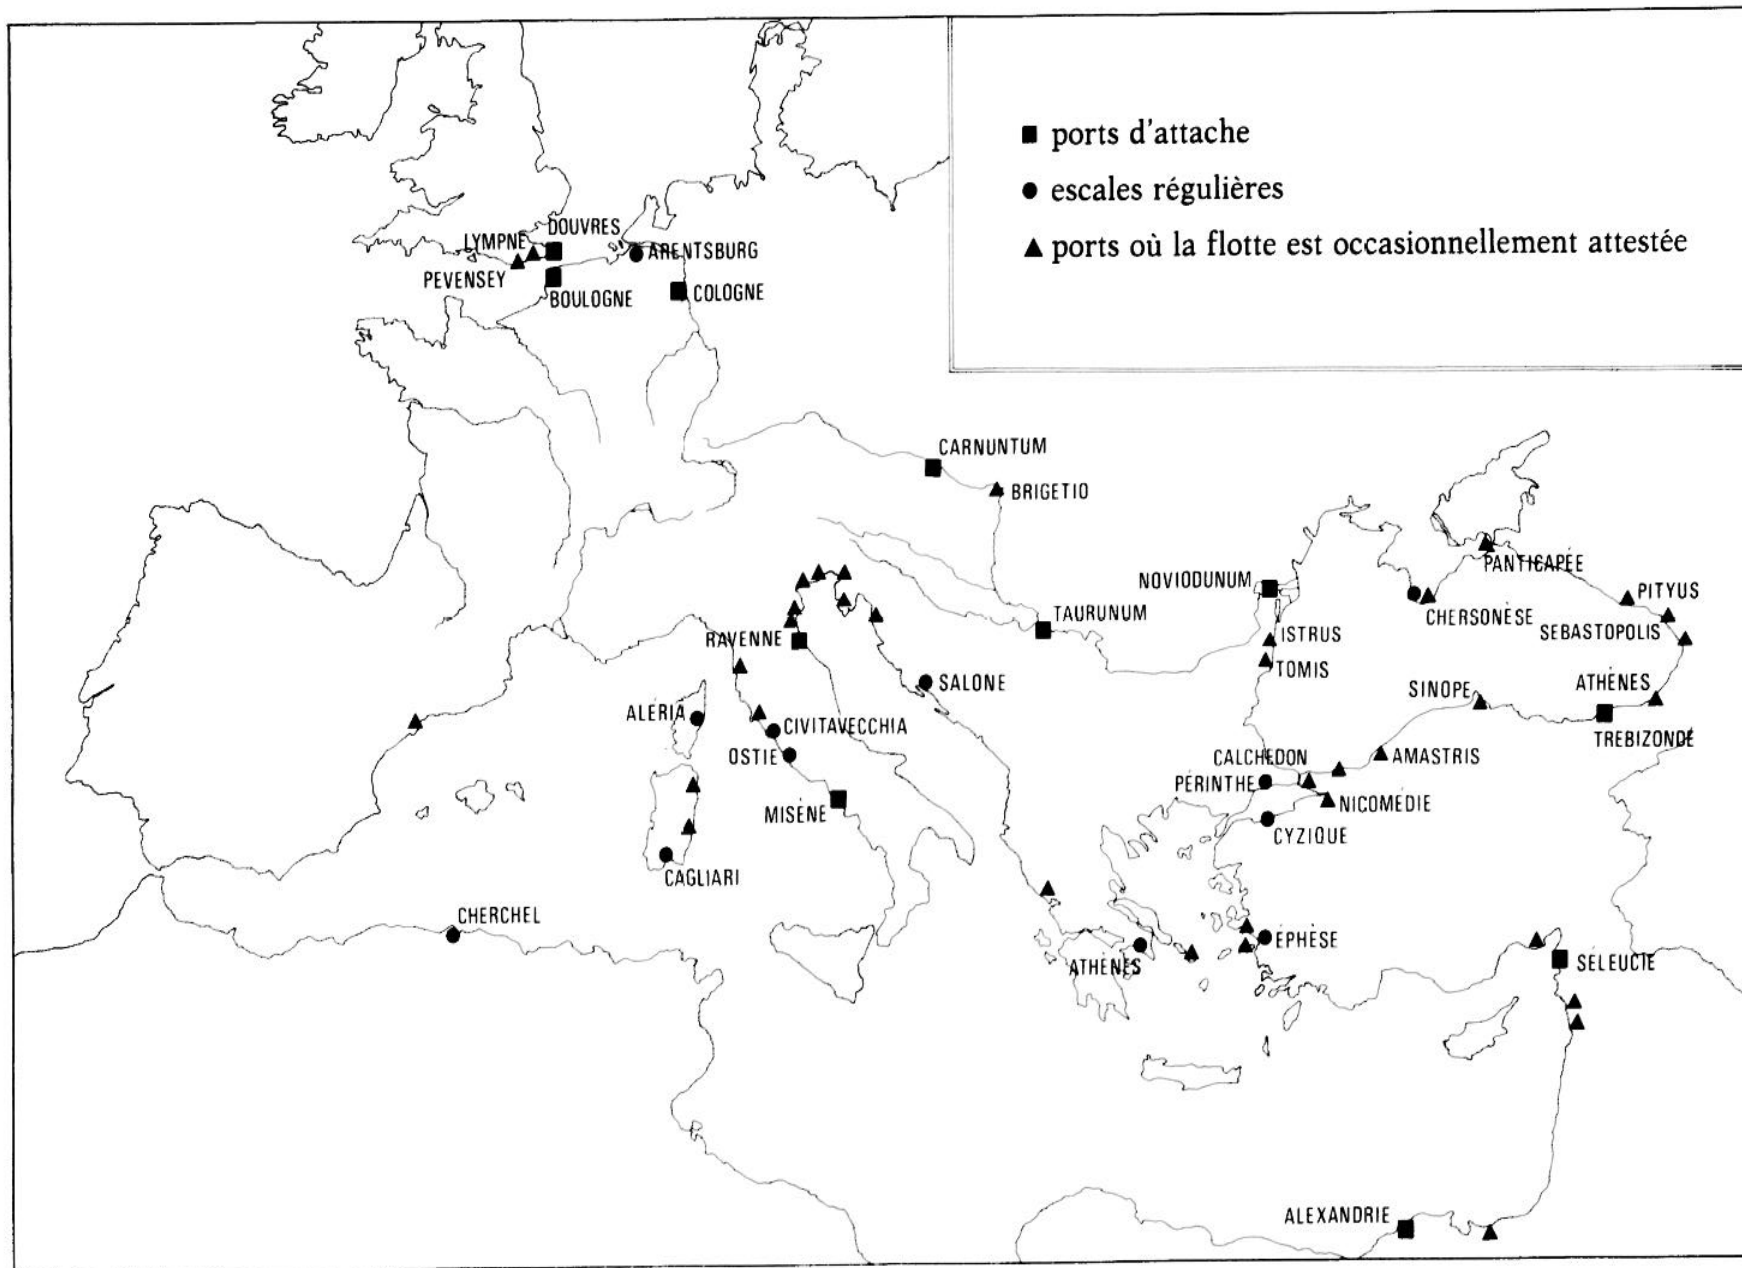 ■ ports d'attache
● escales régulières
▲ ports où la flotte est occasionnellement attestée
DOUVRES
LYMPNE
ARENTSBURG
PEVENSEY
BOULOGNE
COLOGNE
CARNUNTUM
BRIGETIO
PANTICAPÉE
NOVIODUNUM
PITYUS
TAURUNUM
CHERSONÈSE
SEBASTOPOLIS
RAVENNE
ISTRUS
TOMIS
SALONE
SINOPE
ATHÈNES
ALÉRIA
CIVITAVECCHIA
TRÉBIZONDE
OSTIE
CALCHEDON
AMASTRIS
PÉRINTHE
NICOMÉDIE
MISÈNE
CYZIQUE
CAGLIARI
CHERCHEL
ÉPHÈSE
ATHÈNES
SÉLEUCIE
ALEXANDRIE